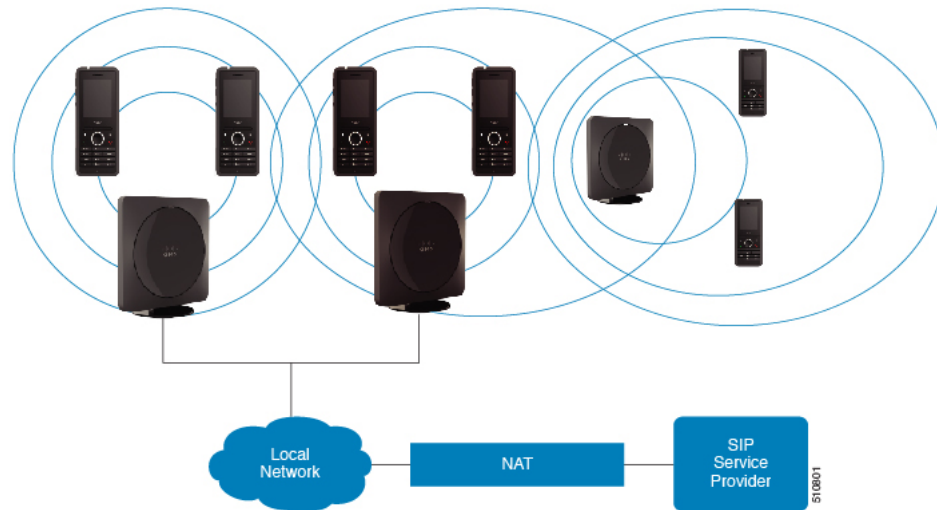 Local
Network
NAT
SIP
Service
Provider
510801